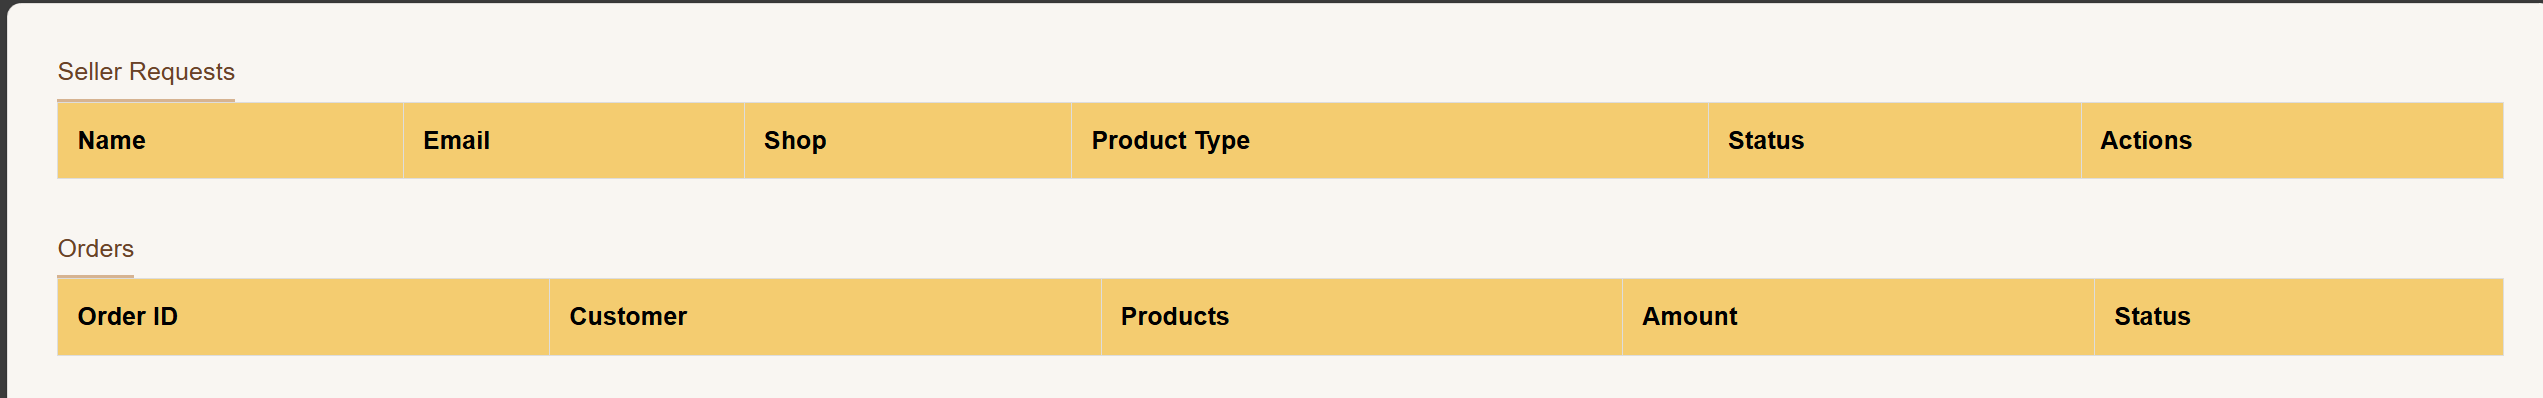 Seller Requests
Name Email Shop Product Type Status Actions
Orders
Order ID Customer Products Amount Status